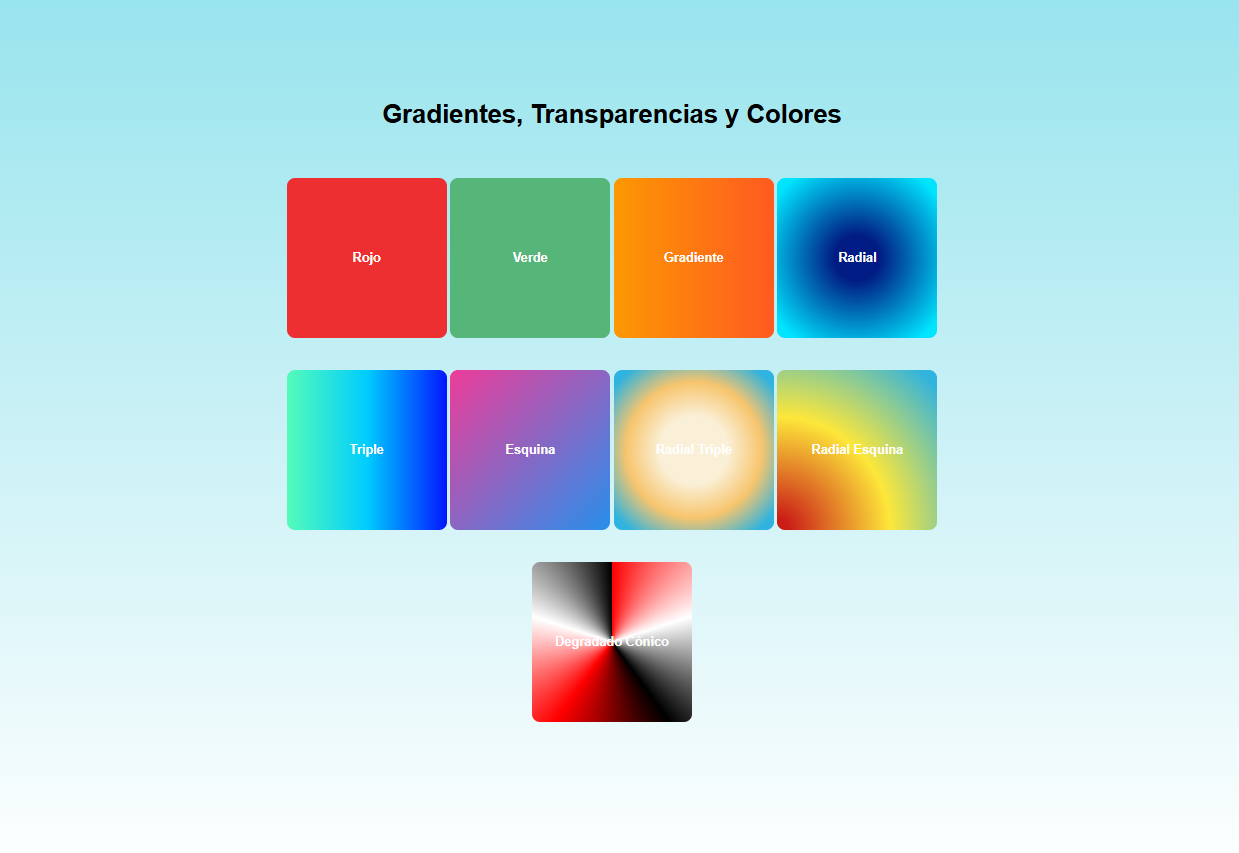 Gradientes, Transparencias y Colores
Rojo
Verde
Gradiente
Radial
Triple
Esquina
Radial Triple
Radial Esquina
Degradado Cónico